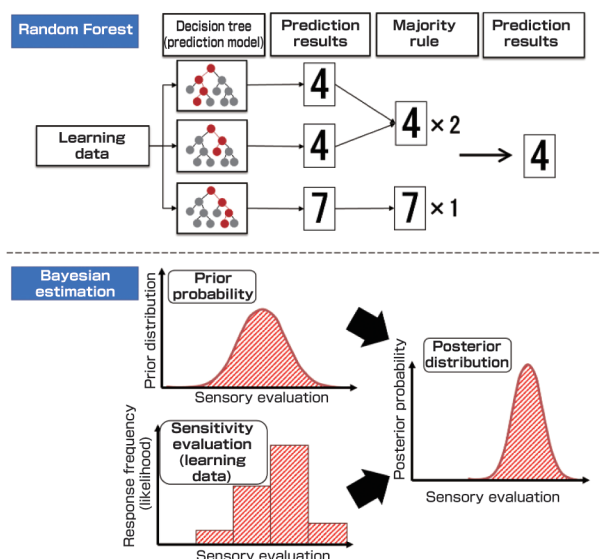 Random Forest
Decision tree
(prediction model)
Prediction
results
Majority
rule
Prediction
results
Learning
data
4
4
7
4 × 2
7 × 1
4
Bayesian
estimation
Prior
probability
Prior distribution
Sensory evaluation
Sensitivity
evaluation
(learning
data)
Response frequency
(likelihood)
Sensory evaluation
Posterior
distribution
Posterior probability
Sensory evaluation